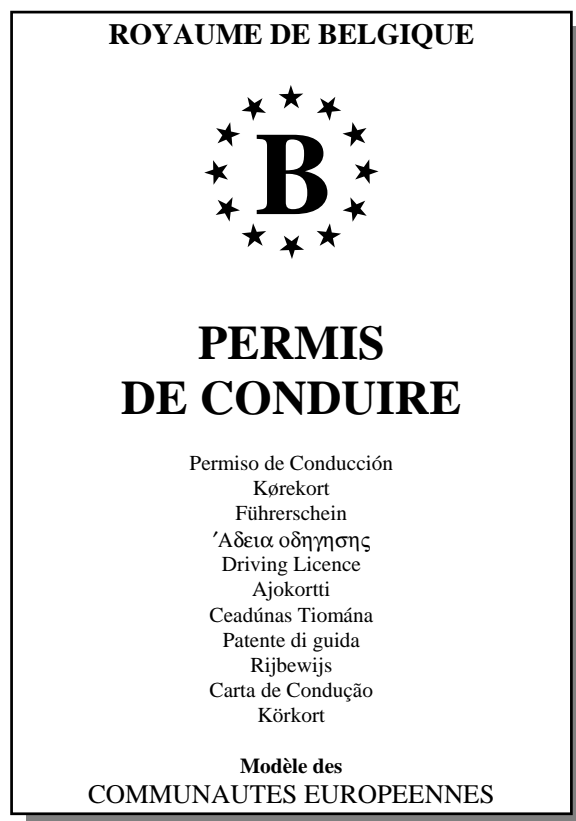 ROYAUME DE BELGIQUE
B
PERMIS
DE CONDUIRE
Permiso de Conducción
Kørekort
Führerschein
΄Αδεια οδηγησης
Driving Licence
Ajokortti
Ceadúnas Tiomána
Patente di guida
Rijbewijs
Carta de Condução
Körkort
Modèle des
COMMUNAUTES EUROPEENNES